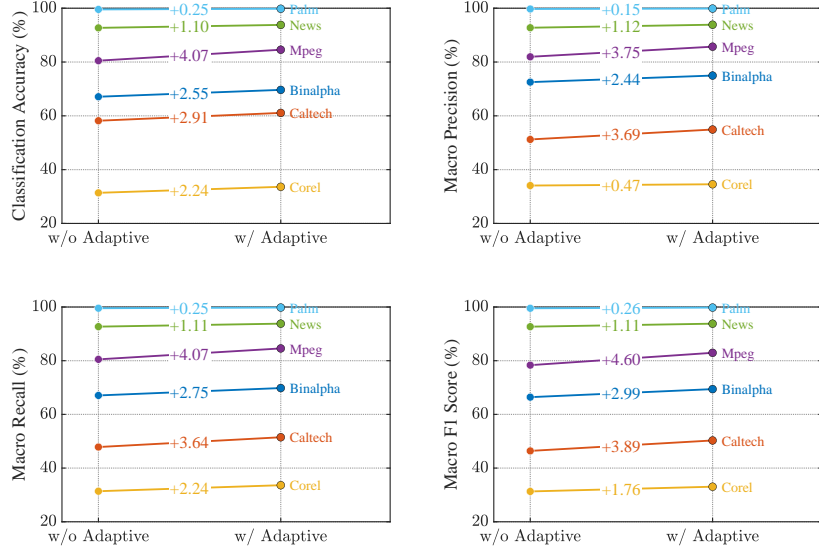 Classification Accuracy (%)
100
80
60
40
20
+0.25 Palm
+1.10 News
+4.07 Mpeg
+2.55 Binalpha
+2.91 Caltech
+2.24 Corel
w/o Adaptive w/ Adaptive
Macro Precision (%)
100
80
60
40
20
+0.15 Palm
+1.12 News
+3.75 Mpeg
+2.44 Binalpha
+3.69 Caltech
+0.47 Corel
w/o Adaptive w/ Adaptive
Macro Recall (%)
100
80
60
40
20
+0.25 Palm
+1.11 News
+4.07 Mpeg
+2.75 Binalpha
+3.64 Caltech
+2.24 Corel
w/o Adaptive w/ Adaptive
Macro F1 Score (%)
100
80
60
40
20
+0.26 Palm
+1.11 News
+4.60 Mpeg
+2.99 Binalpha
+3.89 Caltech
+1.76 Corel
w/o Adaptive w/ Adaptive